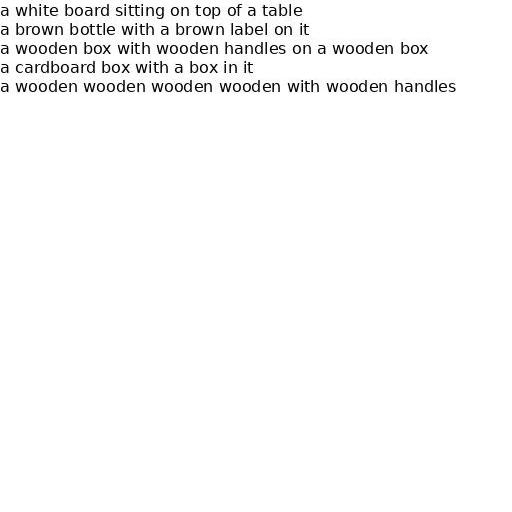 a white board sitting on top of a table
a brown bottle with a brown label on it
a wooden box with wooden handles on a wooden box
a cardboard box with a box in it
a wooden wooden wooden wooden with wooden handles